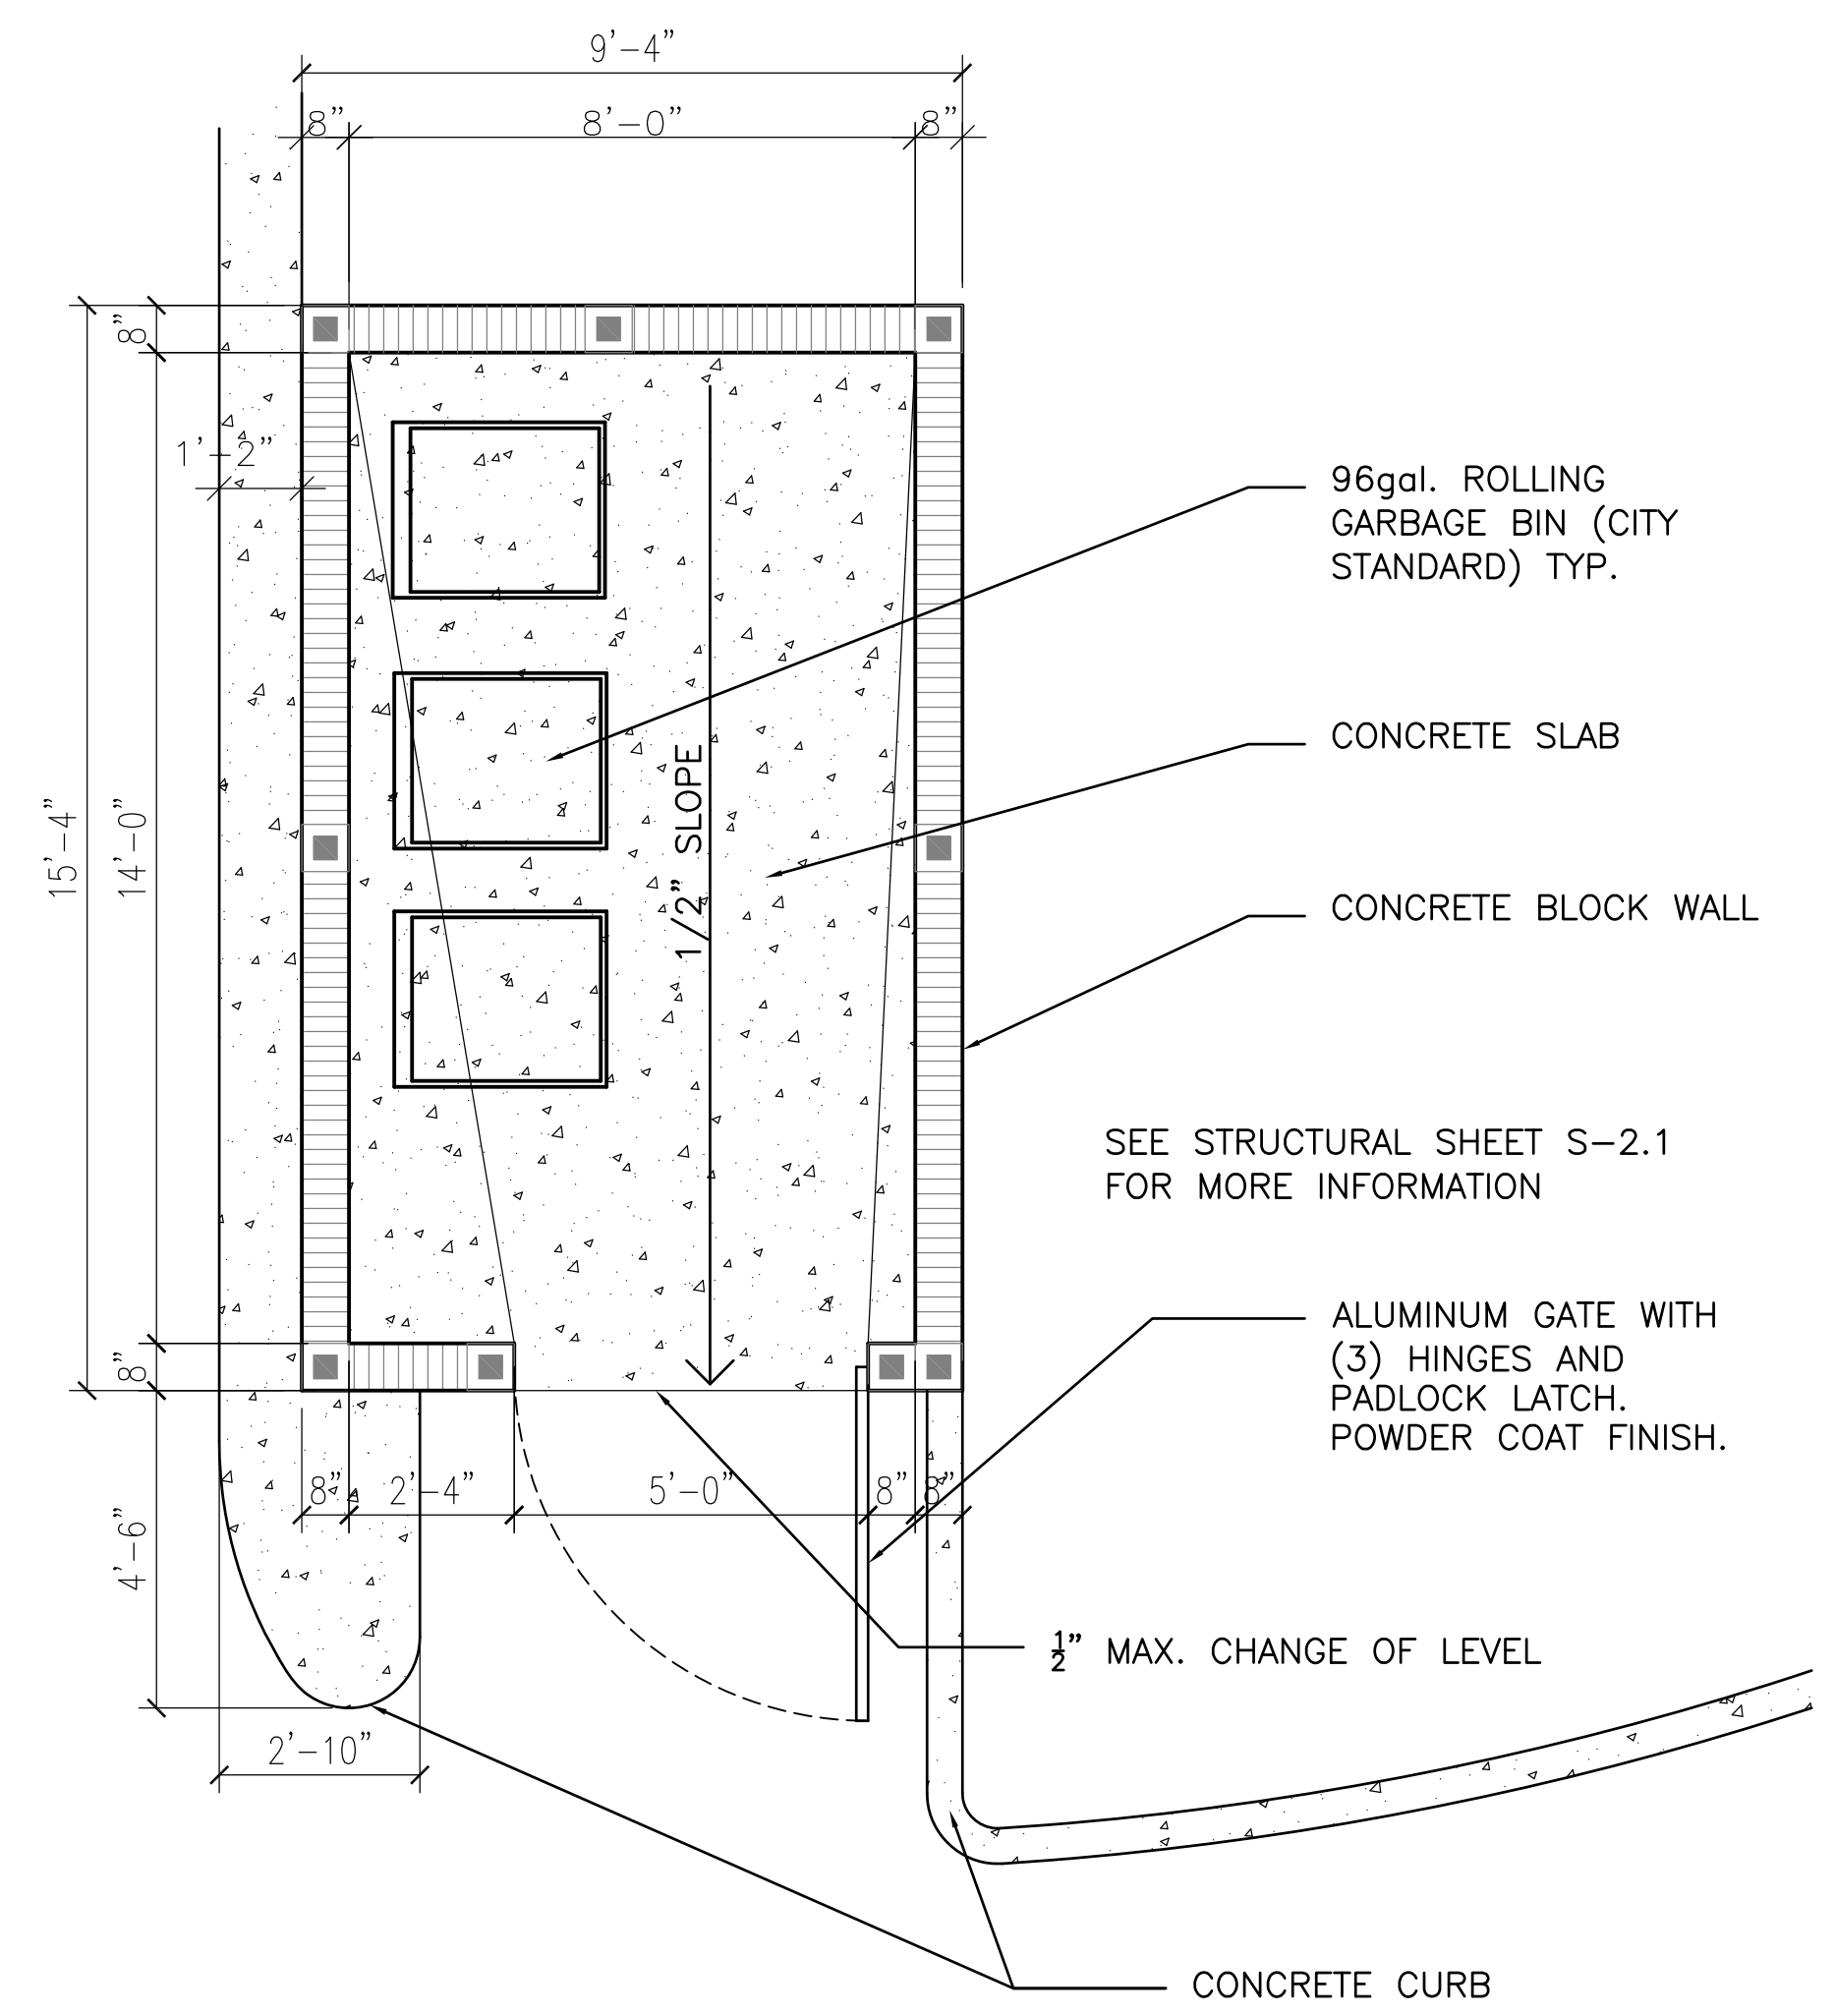 9'-4"
8" 8'-0" 8"
8"
1'-2"
96gal. ROLLING
GARBAGE BIN (CITY
STANDARD) TYP.
CONCRETE SLAB
1/2" SLOPE
15'-4"
14'-0"
CONCRETE BLOCK WALL
SEE STRUCTURAL SHEET S-2.1
FOR MORE INFORMATION
ALUMINUM GATE WITH
(3) HINGES AND
PADLOCK LATCH.
POWDER COAT FINISH.
8"
8" 2'-4" 5'-0" 8" 8"
4'-6"
½" MAX. CHANGE OF LEVEL
2'-10"
CONCRETE CURB